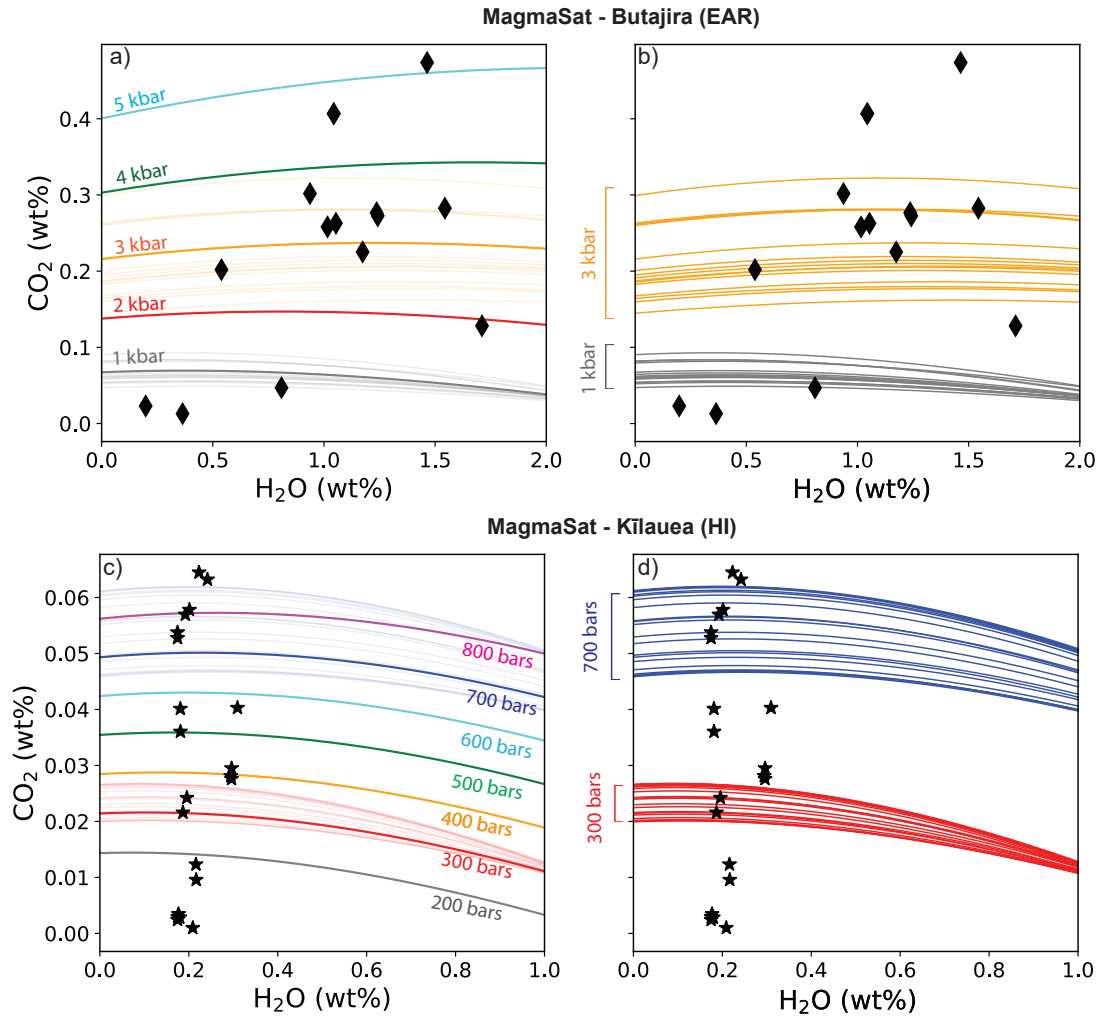 MagmaSat - Butajira (EAR)
a)
b)
5 kbar
4 kbar
3 kbar
2 kbar
1 kbar
3 kbar
1 kbar
CO₂ (wt%)
0.4
0.3
0.2
0.1
0.0
0.0 0.5 1.0 1.5 2.0
0.0 0.5 1.0 1.5 2.0
H₂O (wt%)
H₂O (wt%)
MagmaSat - Kīlauea (HI)
c)
d)
800 bars
700 bars
600 bars
500 bars
400 bars
300 bars
200 bars
700 bars
300 bars
CO₂ (wt%)
0.06
0.05
0.04
0.03
0.02
0.01
0.00
0.0 0.2 0.4 0.6 0.8 1.0
0.0 0.2 0.4 0.6 0.8 1.0
H₂O (wt%)
H₂O (wt%)